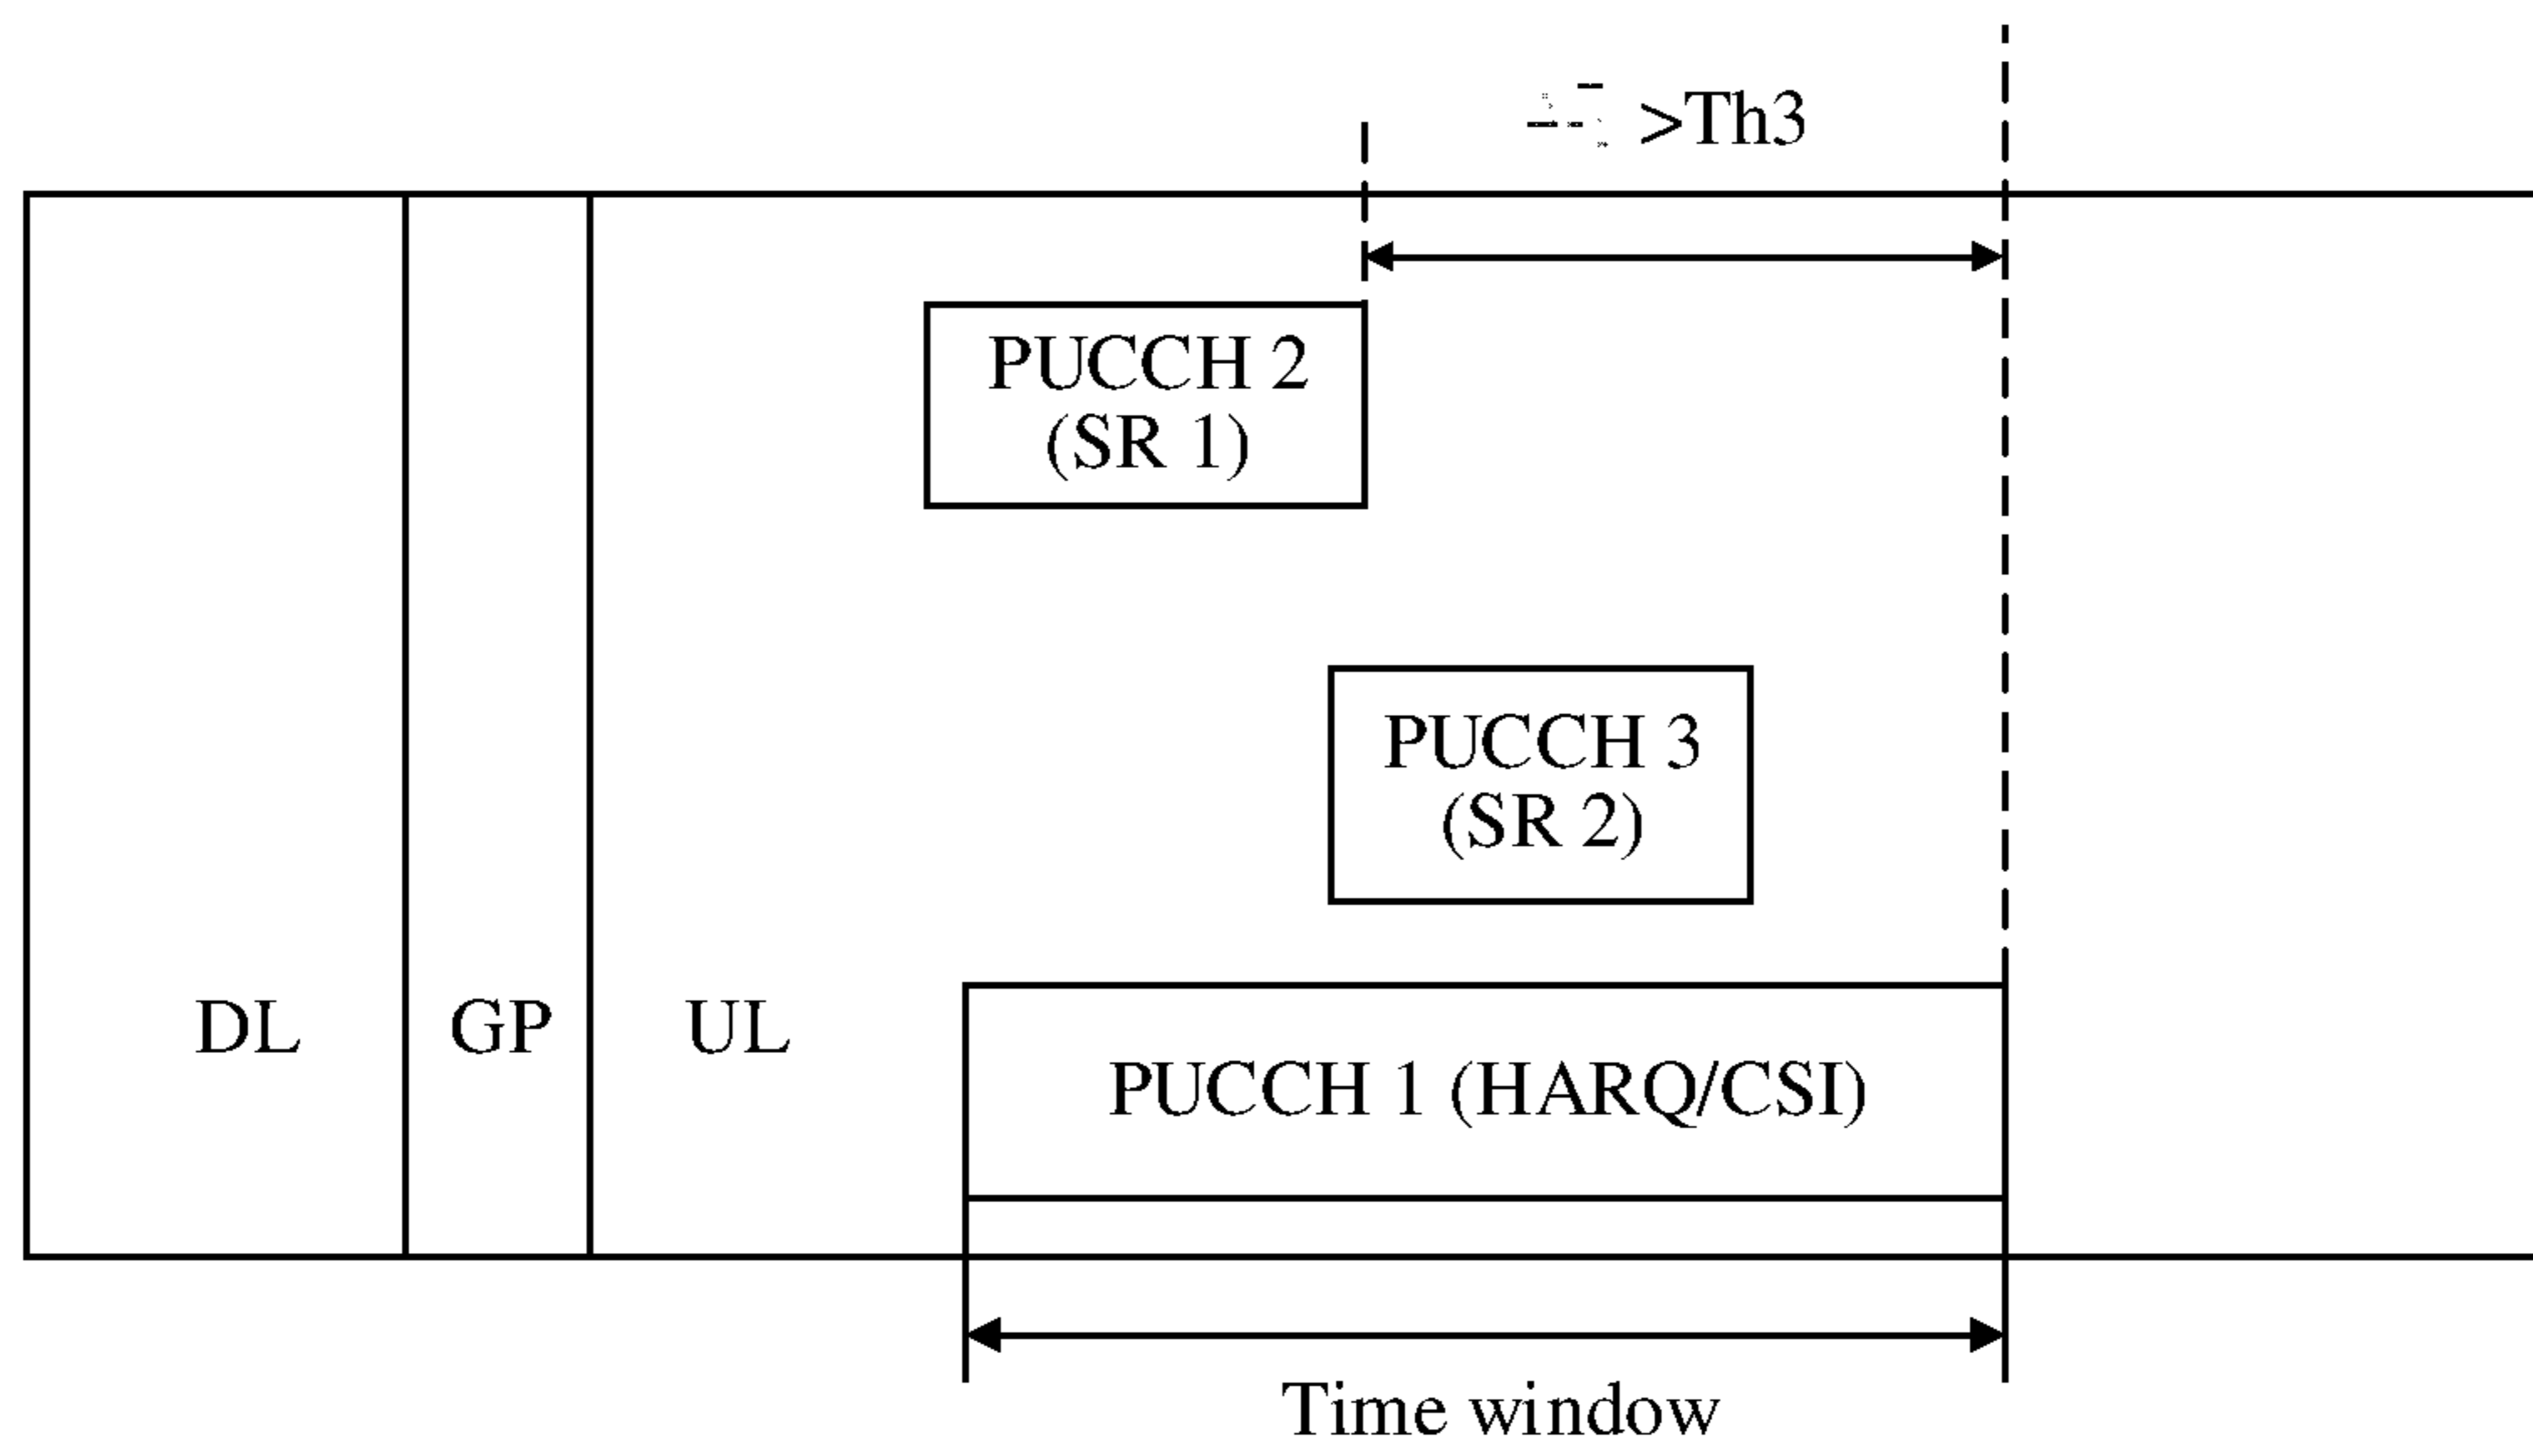 >Th3
PUCCH 2
(SR 1)
PUCCH 3
(SR 2)
DL
GP
UL
PUCCH 1 (HARQ/CSI)
Time window